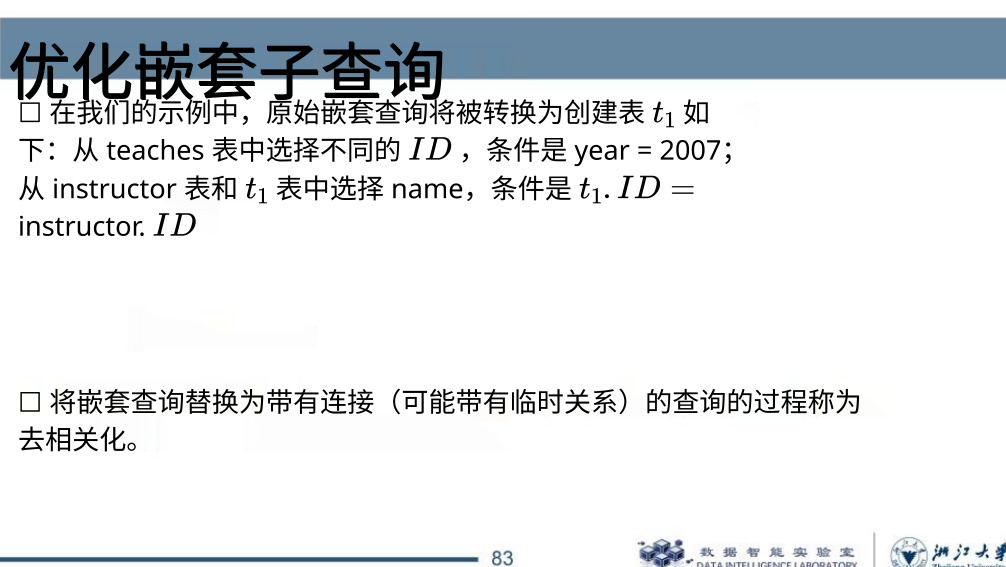 优化嵌套子查询
□ 在我们的示例中，原始嵌套查询将被转换为创建表 t₁ 如
下：从 teaches 表中选择不同的 ID ，条件是 year = 2007；
从 instructor 表和 t₁ 表中选择 name，条件是 t₁. ID =
instructor. ID
□ 将嵌套查询替换为带有连接（可能带有临时关系）的查询的过程称为
去相关化。
83
数据智能实验室
DATA INTELLIGENCE LABORATORY
浙江大学
Zhejiang University